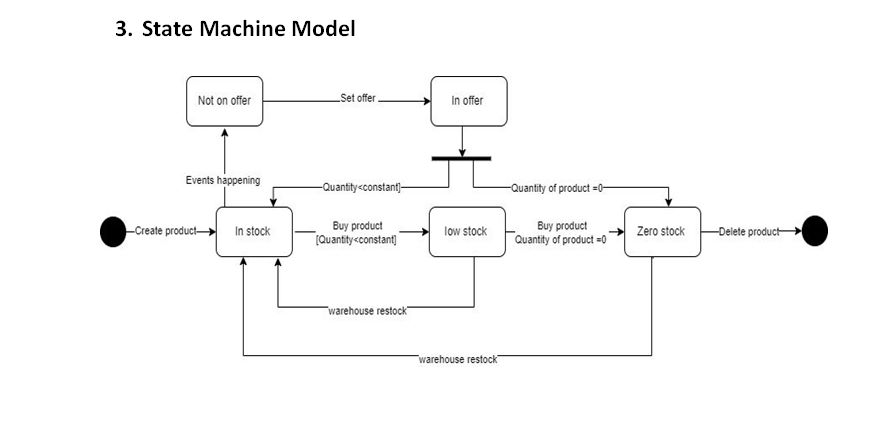 3. State Machine Model
Not on offer
Set offer
In offer
Events happening
Quantity<constant]
Quantity of product =0
Create product
In stock
Buy product
[Quantity<constant]
low stock
Buy product
Quantity of product =0
Zero stock
Delete product
warehouse restock
warehouse restock